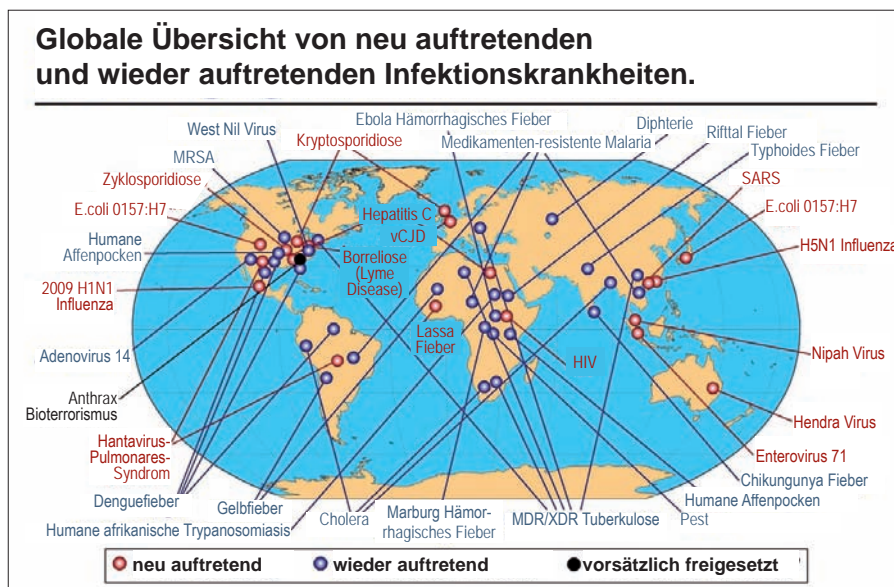 Globale Übersicht von neu auftretenden
und wieder auftretenden Infektionskrankheiten.
Ebola Hämorrhagisches Fieber
Diphterie
West Nil Virus
Kryptosporidiose
Medikamenten-resistente Malaria
Rifttal Fieber
MRSA
Typhoides Fieber
Zyklosporidiose
SARS
E.coli 0157:H7
Hepatitis C
E.coli 0157:H7
vCJD
Humane
Affenpocken
Borreliose
(Lyme
Disease)
H5N1 Influenza
2009 H1N1
Influenza
Lassa
Fieber
Adenovirus 14
HIV
Nipah Virus
Anthrax
Bioterrorismus
Hendra Virus
Hantavirus-
Pulmonares-
Syndrom
Enterovirus 71
Chikungunya Fieber
Denguefieber
Gelbfieber
Humane Affenpocken
Humane afrikanische Trypanosomiasis
Cholera
Marburg Hämor-
rhagisches Fieber
MDR/XDR Tuberkulose
Pest
neu auftretend
wieder auftretend
vorsätzlich freigesetzt